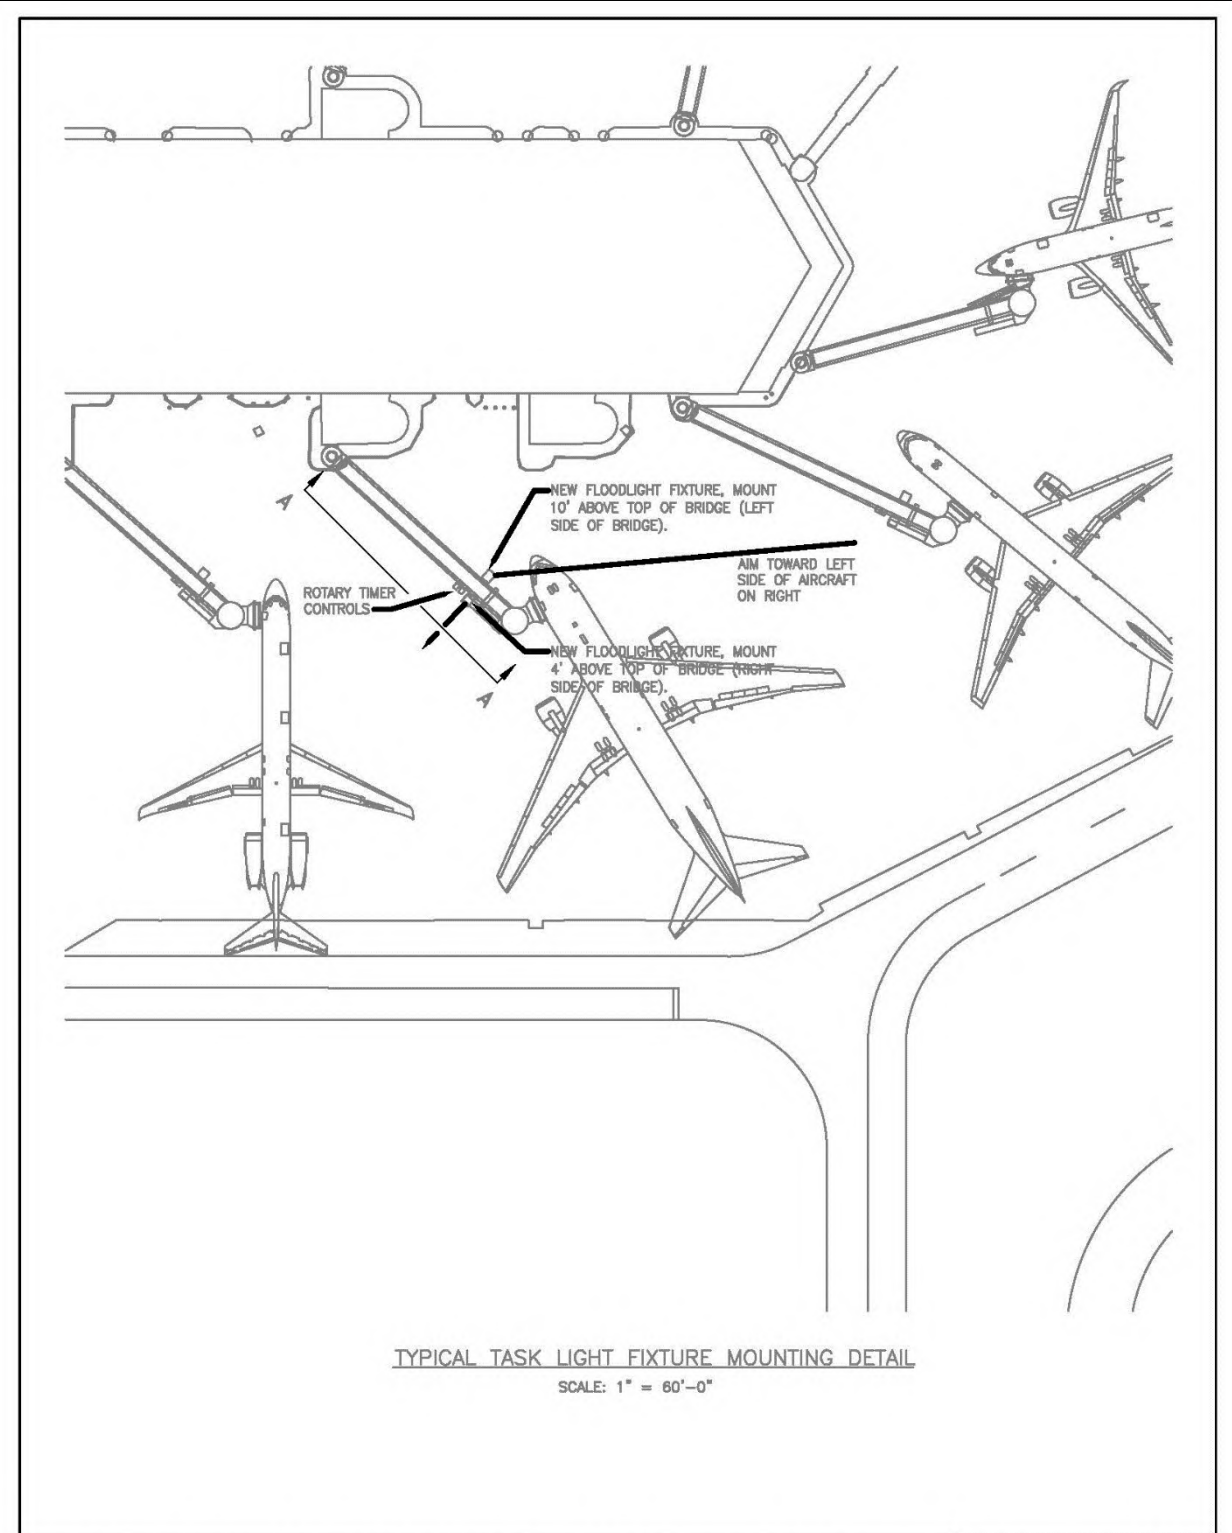 A
NEW FLOODLIGHT FIXTURE, MOUNT
10' ABOVE TOP OF BRIDGE (LEFT
SIDE OF BRIDGE).
AIM TOWARD LEFT
SIDE OF AIRCRAFT
ON RIGHT
ROTARY TIMER
CONTROLS
NEW FLOODLIGHT FIXTURE, MOUNT
4' ABOVE TOP OF BRIDGE (RIGHT
SIDE OF BRIDGE).
A
TYPICAL TASK LIGHT FIXTURE MOUNTING DETAIL
SCALE: 1" = 60'-0"